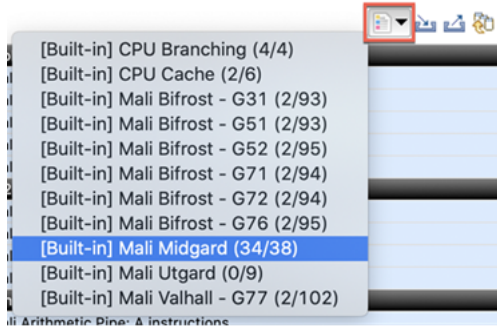 [Built-in] CPU Branching (4/4)
[Built-in] CPU Cache (2/6)
[Built-in] Mali Bifrost - G31 (2/93)
[Built-in] Mali Bifrost - G51 (2/93)
[Built-in] Mali Bifrost - G52 (2/95)
[Built-in] Mali Bifrost - G71 (2/94)
[Built-in] Mali Bifrost - G72 (2/94)
[Built-in] Mali Bifrost - G76 (2/95)
[Built-in] Mali Midgard (34/38)
[Built-in] Mali Utgard (0/9)
[Built-in] Mali Valhall - G77 (2/102)
Arithmetic Pipe: A instructions